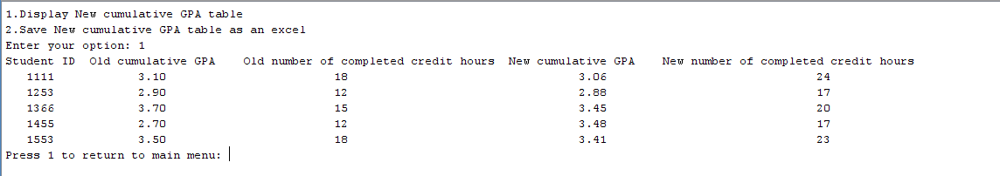 1.Display New cumulative GPA table
2.Save New cumulative GPA table as an excel
Enter your option: 1
Student ID  Old cumulative GPA    Old number of completed credit hours  New cumulative GPA    New number of completed credit hours
1111  3.10  18  3.06  24
1253  2.90  12  2.88  17
1366  3.70  15  3.45  20
1455  2.70  12  3.48  17
1553  3.50  18  3.41  23
Press 1 to return to main menu: